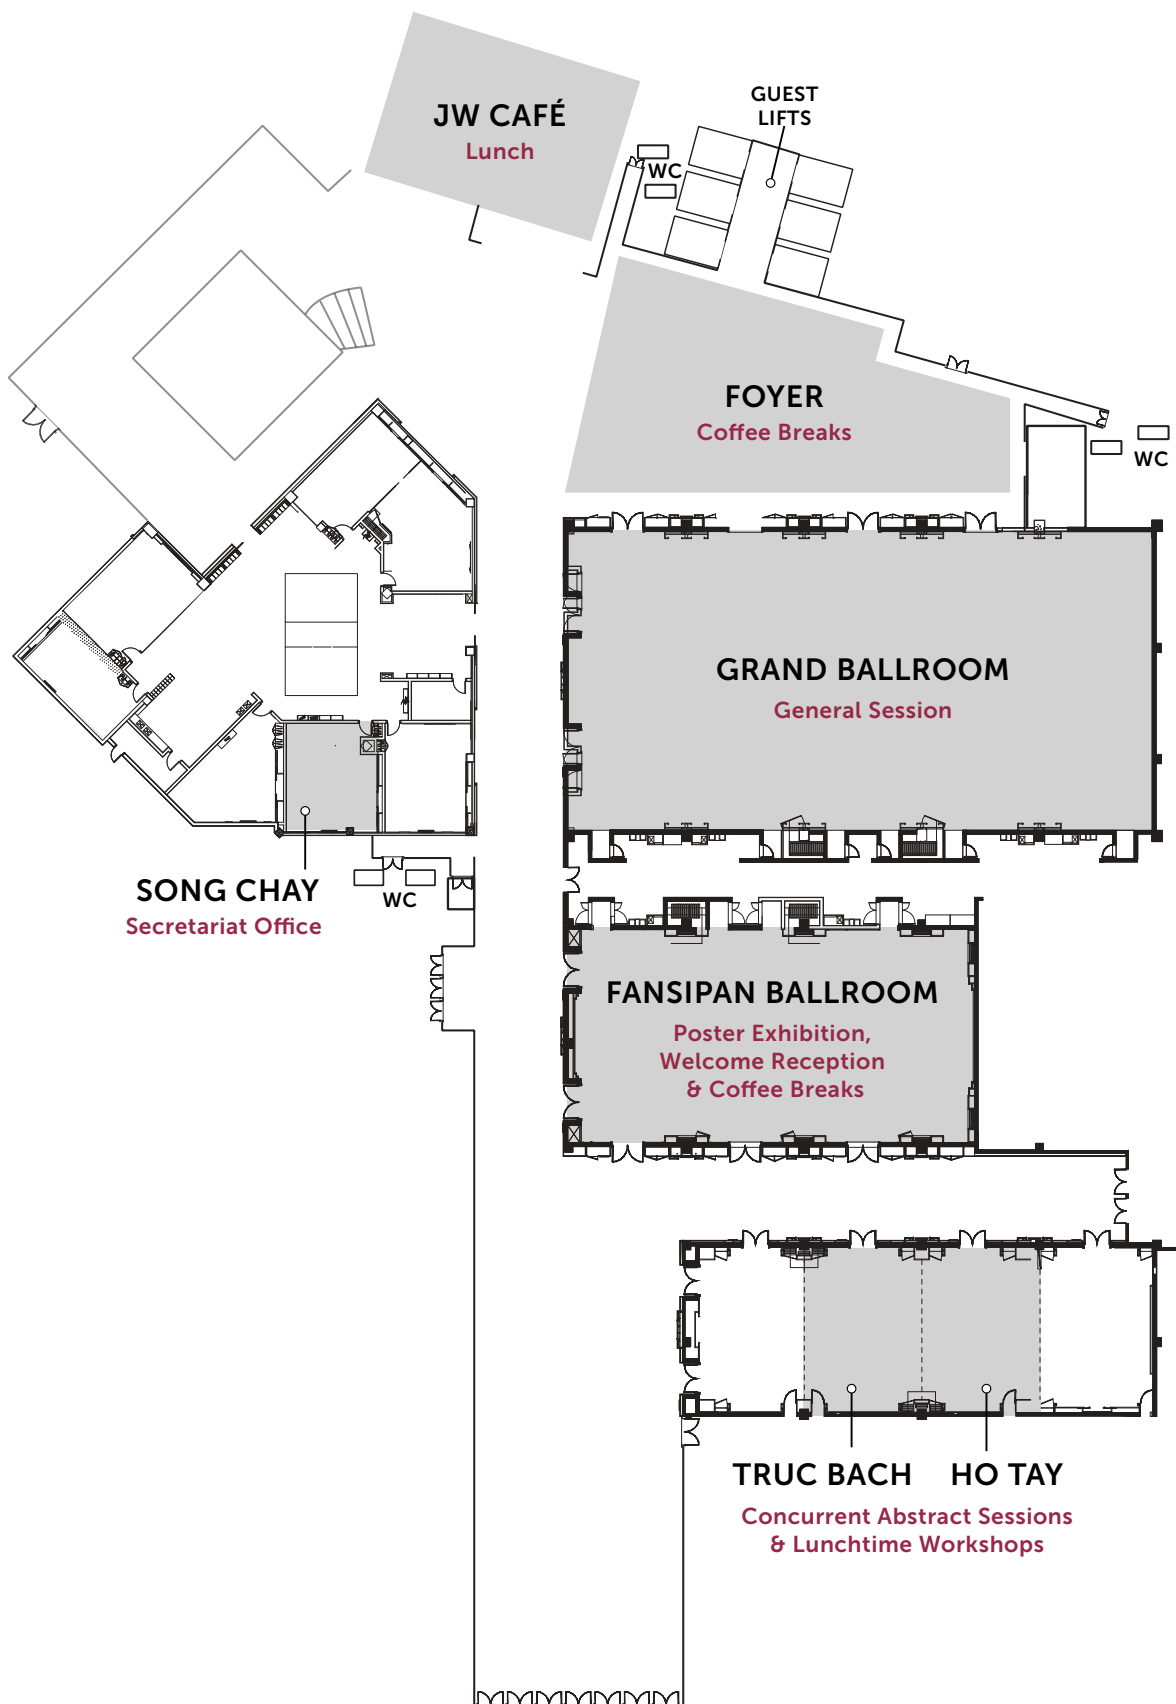 JW CAFÉ
Lunch
GUEST
LIFTS
WC
FOYER
Coffee Breaks
WC
GRAND BALLROOM
General Session
SONG CHAY
Secretariat Office
WC
FANSIPAN BALLROOM
Poster Exhibition,
Welcome Reception
& Coffee Breaks
TRUC BACH
HO TAY
Concurrent Abstract Sessions
& Lunchtime Workshops